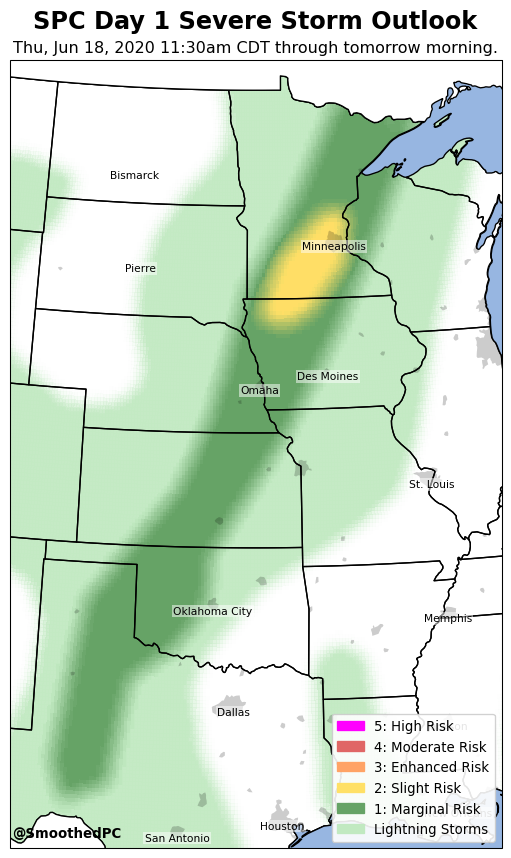 SPC Day 1 Severe Storm Outlook
Thu, Jun 18, 2020 11:30am CDT through tomorrow morning.
Bismarck
Minneapolis
Pierre
Des Moines
Omaha
St. Louis
Oklahoma City
Memphis
Dallas
5: High Risk
4: Moderate Risk
3: Enhanced Risk
2: Slight Risk
1: Marginal Risk
Lightning Storms
Houston
@SmoothedPC
San Antonio